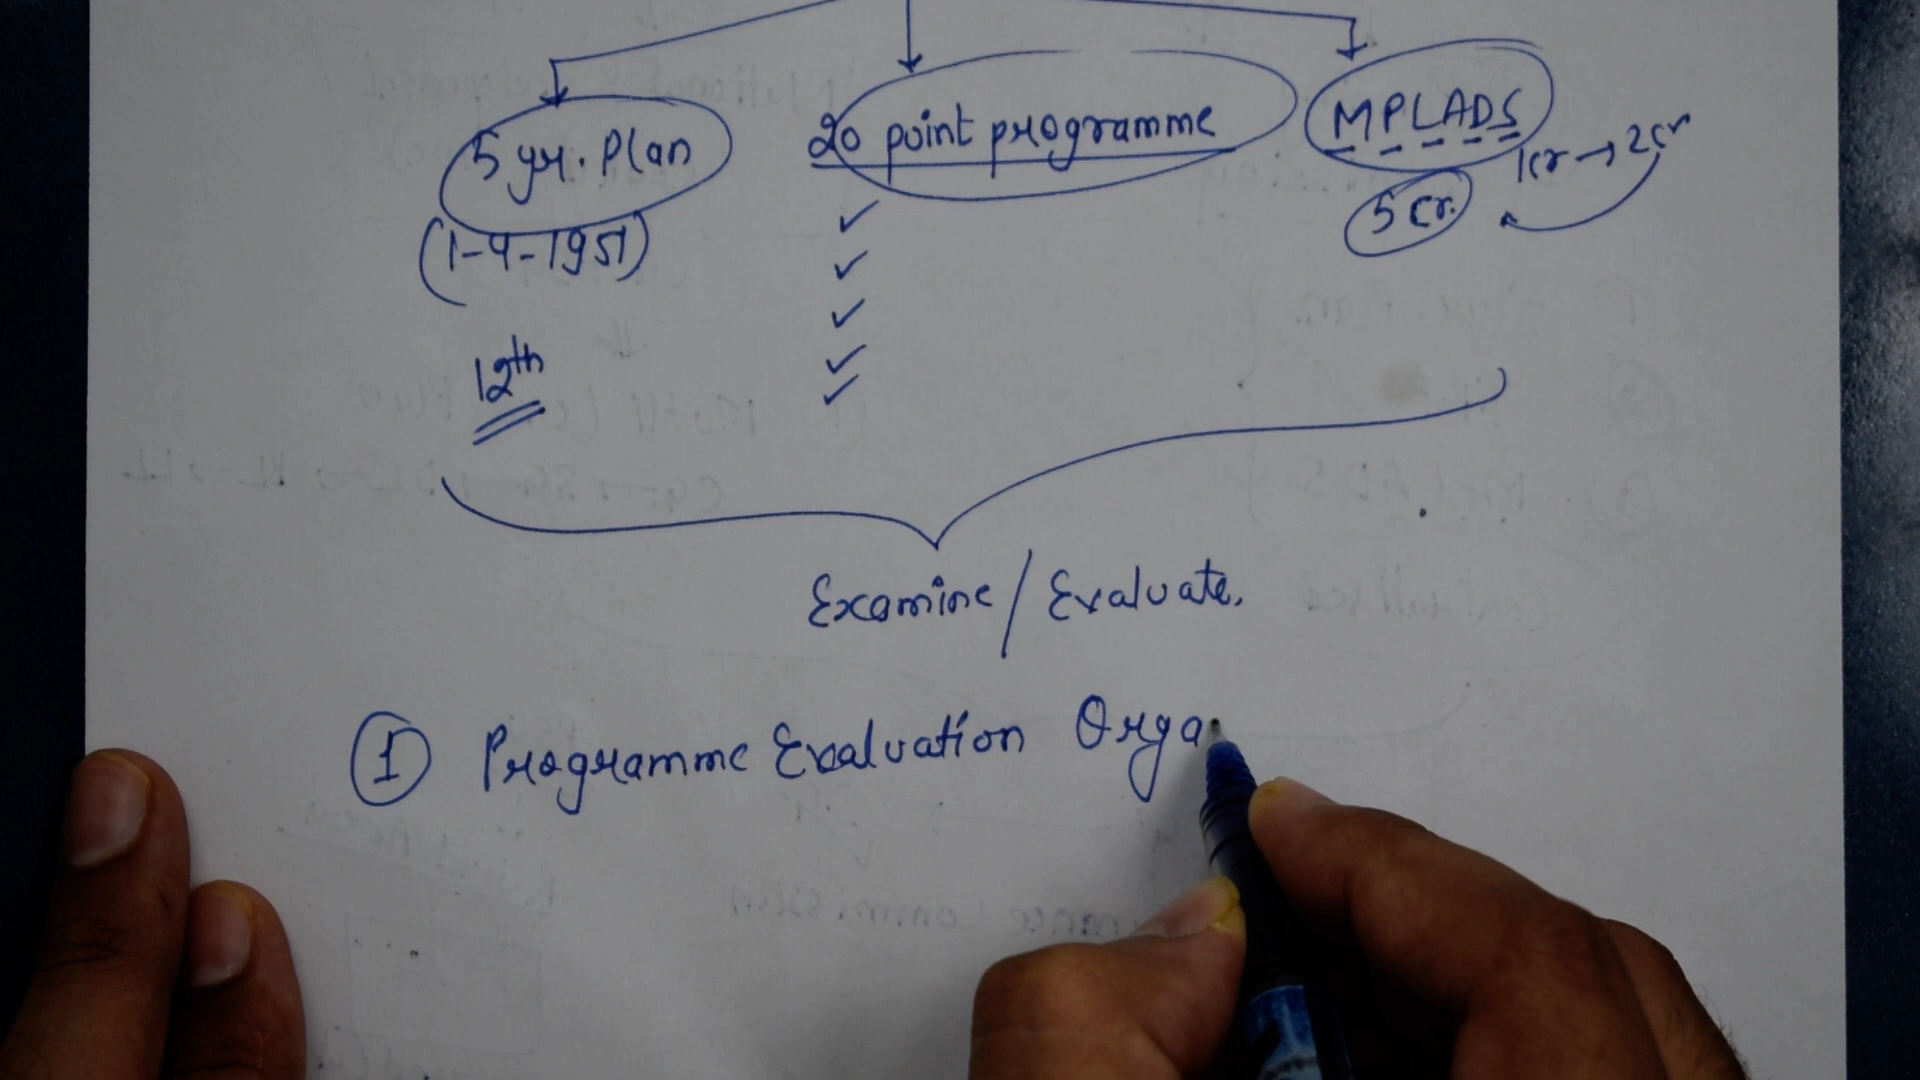 5 yr. Plan 20 point programme MPLADS
1cr → 2cr
(1-4-1951) 5 Cr.
12th
Examine / Evaluate.
1 Programme Evaluation Orga